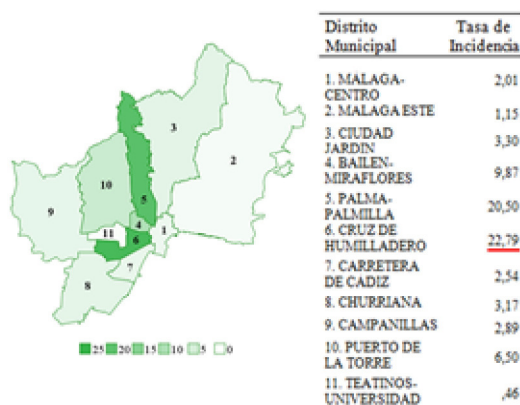 Distrito Municipal
Tasa de Incidencia
1. MALAGA-CENTRO 2,01
2. MALAGA ESTE 1,15
3. CIUDAD JARDIN 3,30
4. BAILEN-MIRAFLORES 9,87
5. PALMA-PALMILLA 20,50
6. CRUZ DE HUMILLADERO 22,79
7. CARRETERA DE CADIZ 2,54
8. CHURRIANA 3,17
9. CAMPANILLAS 2,89
10. PUERTO DE LA TORRE 6,50
11. TEATINOS-UNIVERSIDAD ,46
3
2
10
5
9
4
1
11
6
7
8
25 20 15 10 5 0